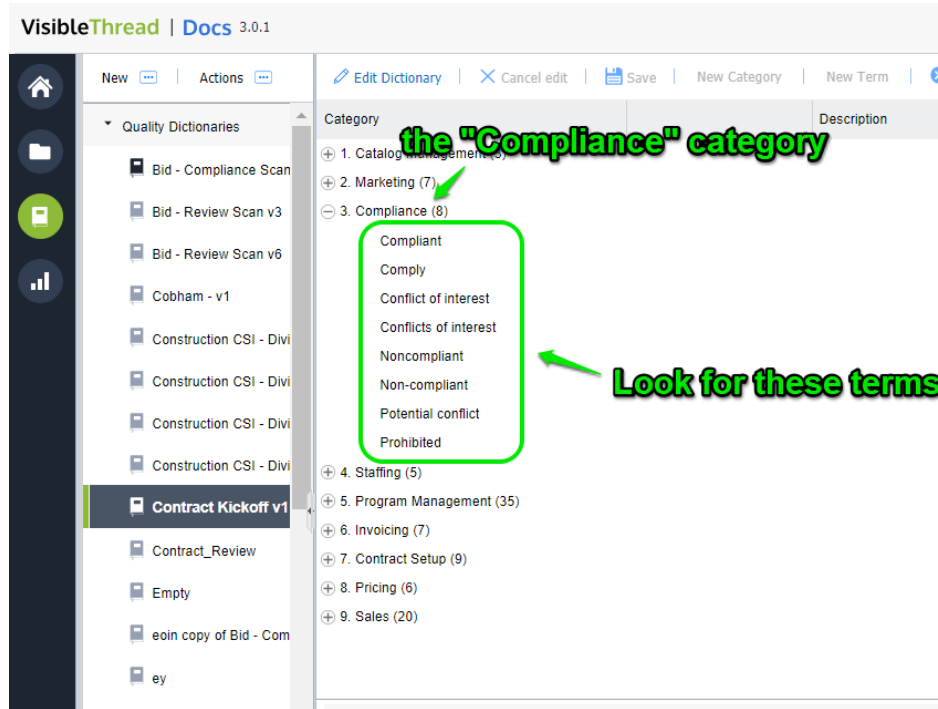 VisibleThread | Docs 3.0.1
New Actions
Edit Dictionary Cancel edit Save New Category New Term
Quality Dictionaries
Bid - Compliance Scan
Bid - Review Scan v3
Bid - Review Scan v6
Cobham - v1
Construction CSI - Divi
Construction CSI - Divi
Construction CSI - Divi
Construction CSI - Divi
Contract Kickoff v1
Contract_Review
Empty
eoin copy of Bid - Com
ey
Category Description
the "Compliance" category
1. Catalog Management
2. Marketing (7)
3. Compliance (8)
Compliant
Comply
Conflict of interest
Conflicts of interest
Noncompliant
Non-compliant
Potential conflict
Prohibited
Look for these terms
4. Staffing (5)
5. Program Management (35)
6. Invoicing (7)
7. Contract Setup (9)
8. Pricing (6)
9. Sales (20)